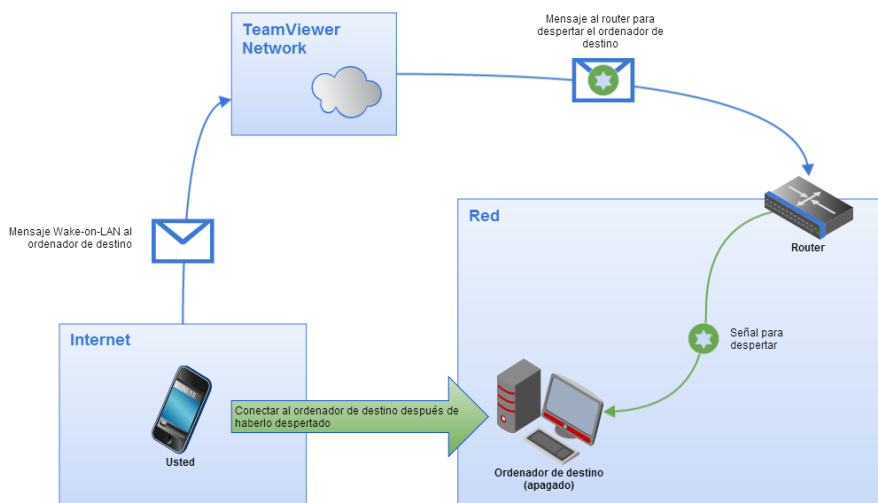 TeamViewer
Network
Mensaje al router para
despertar el ordenador de
destino
Mensaje Wake-on-LAN al
ordenador de destino
Red
Router
Señal para
despertar
Internet
Conectar al ordenador de destino después de
haberlo despertado
Usted
Ordenador de destino
(apagado)